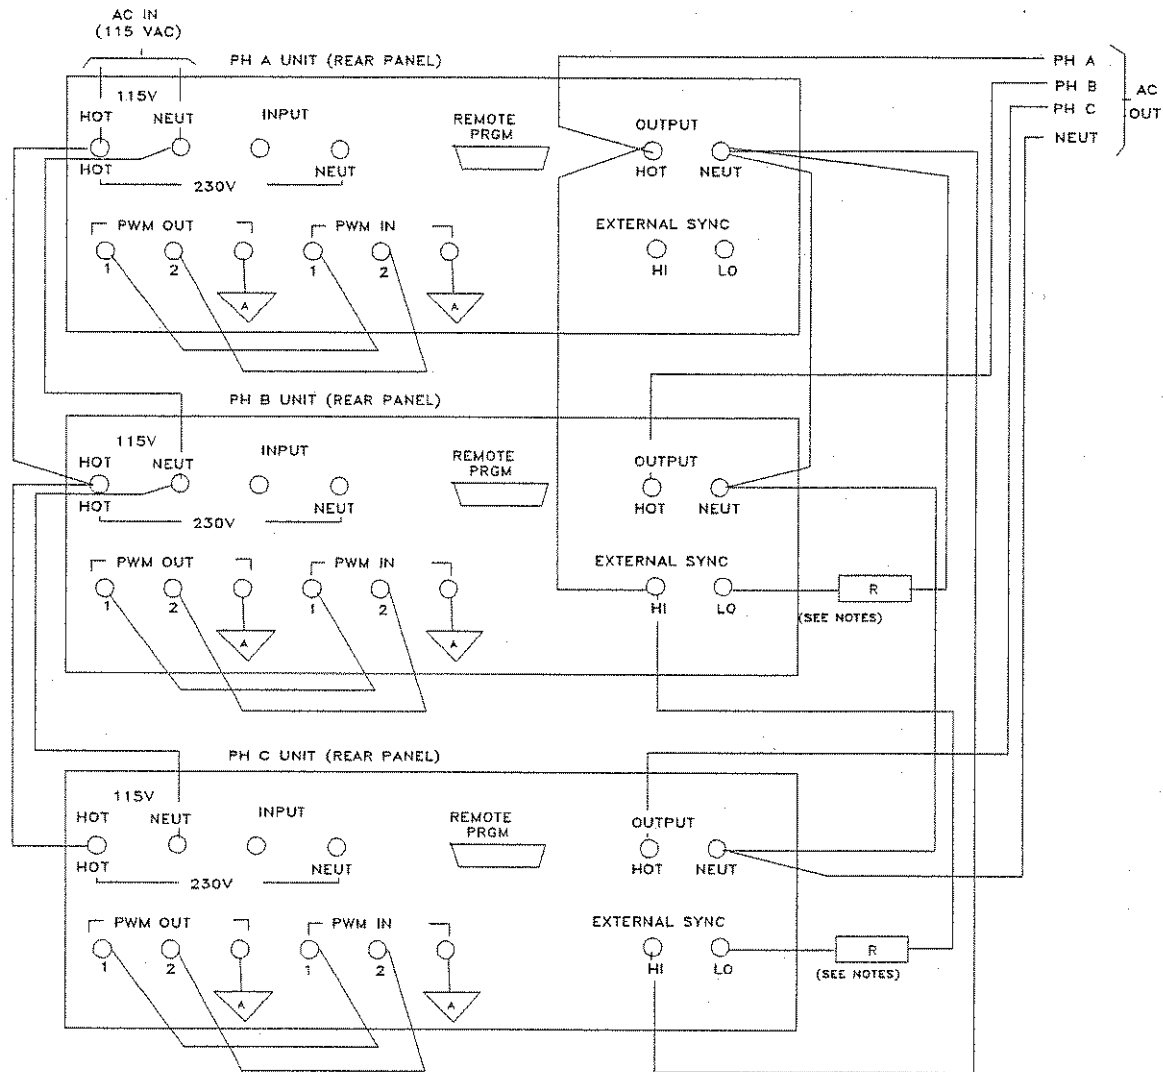 AC IN
(115 VAC)
PH A UNIT (REAR PANEL)
PH A
PH B
PH C
NEUT
AC
OUT
115V
HOT NEUT
INPUT
REMOTE
PRGM
OUTPUT
HOT NEUT
HOT
230V
NEUT
PWM OUT
PWM IN
EXTERNAL SYNC
HI LO
1 2
1 2
A
A
PH B UNIT (REAR PANEL)
115V
HOT NEUT
INPUT
REMOTE
PRGM
OUTPUT
HOT NEUT
HOT
230V
NEUT
PWM OUT
PWM IN
EXTERNAL SYNC
HI LO
R
(SEE NOTES)
1 2
1 2
A
A
PH C UNIT (REAR PANEL)
115V
HOT NEUT
INPUT
REMOTE
PRGM
OUTPUT
HOT NEUT
HOT
230V
NEUT
PWM OUT
PWM IN
EXTERNAL SYNC
HI LO
R
(SEE NOTES)
1 2
1 2
A
A